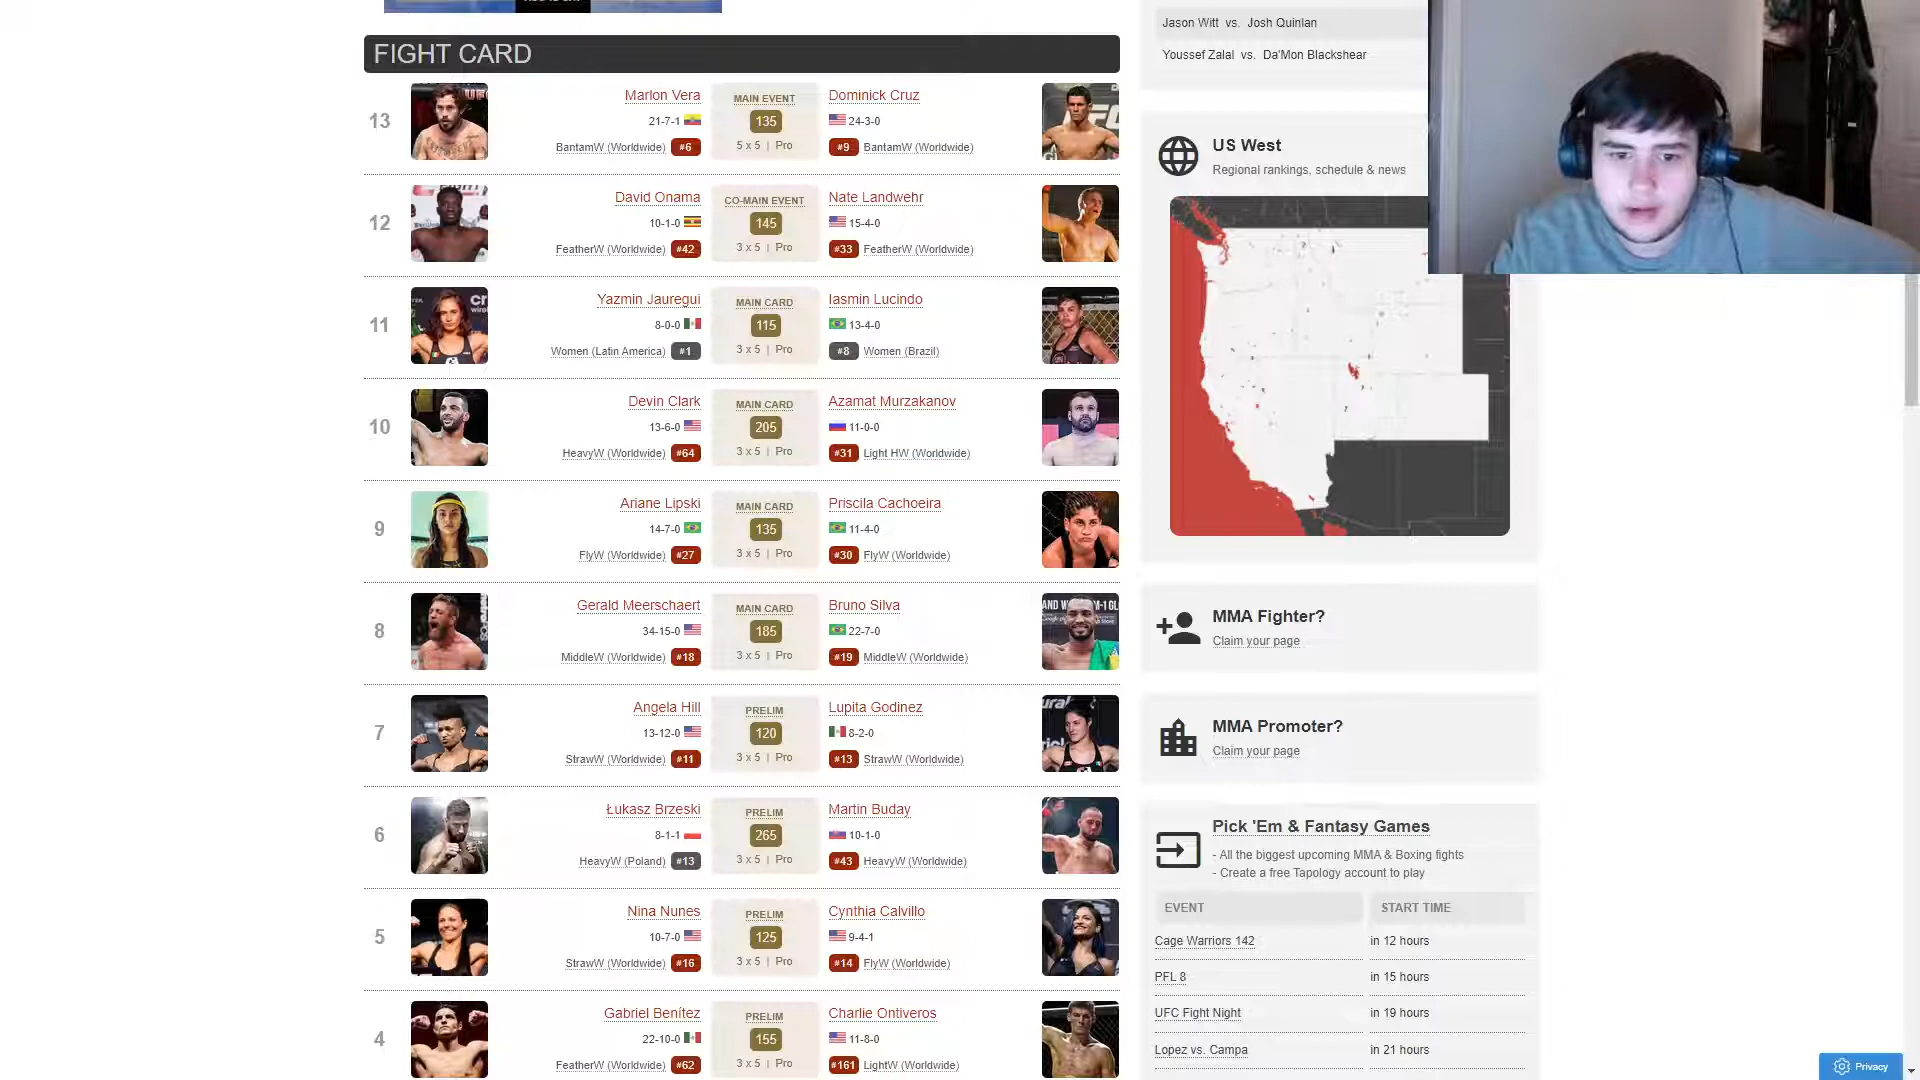 FIGHT CARD
13
Marlon Vera
21-7-1
BantamW (Worldwide) #6
MAIN EVENT
135
5 x 5 | Pro
Dominick Cruz
24-3-0
#9 BantamW (Worldwide)
12
David Onama
10-1-0
FeatherW (Worldwide) #42
CO-MAIN EVENT
145
3 x 5 | Pro
Nate Landwehr
15-4-0
#33 FeatherW (Worldwide)
11
Yazmin Jauregui
8-0-0
Women (Latin America) #1
MAIN CARD
115
3 x 5 | Pro
Iasmin Lucindo
13-4-0
#8 Women (Brazil)
10
Devin Clark
13-6-0
HeavyW (Worldwide) #64
MAIN CARD
205
3 x 5 | Pro
Azamat Murzakanov
11-0-0
#31 Light HW (Worldwide)
9
Ariane Lipski
14-7-0
FlyW (Worldwide) #27
MAIN CARD
135
3 x 5 | Pro
Priscila Cachoeira
11-4-0
#30 FlyW (Worldwide)
8
Gerald Meerschaert
34-15-0
MiddleW (Worldwide) #18
MAIN CARD
185
3 x 5 | Pro
Bruno Silva
22-7-0
#19 MiddleW (Worldwide)
7
Angela Hill
13-12-0
StrawW (Worldwide) #11
PRELIM
120
3 x 5 | Pro
Lupita Godinez
8-2-0
#13 StrawW (Worldwide)
6
Łukasz Brzeski
8-1-1
HeavyW (Poland) #13
PRELIM
265
3 x 5 | Pro
Martin Buday
10-1-0
#43 HeavyW (Worldwide)
5
Nina Nunes
10-7-0
StrawW (Worldwide) #16
PRELIM
125
3 x 5 | Pro
Cynthia Calvillo
9-4-1
#14 FlyW (Worldwide)
4
Gabriel Benítez
22-10-0
FeatherW (Worldwide) #62
PRELIM
155
3 x 5 | Pro
Charlie Ontiveros
11-8-0
#161 LightW (Worldwide)
Jason Witt vs. Josh Quinlan
Youssef Zalal vs. Da'Mon Blackshear
US West
Regional rankings, schedule & news
MMA Fighter?
Claim your page
MMA Promoter?
Claim your page
Pick 'Em & Fantasy Games
- All the biggest upcoming MMA & Boxing fights
- Create a free Tapology account to play
EVENT START TIME
Cage Warriors 142 in 12 hours
PFL 8 in 15 hours
UFC Fight Night in 19 hours
Lopez vs. Campa in 21 hours
Privacy